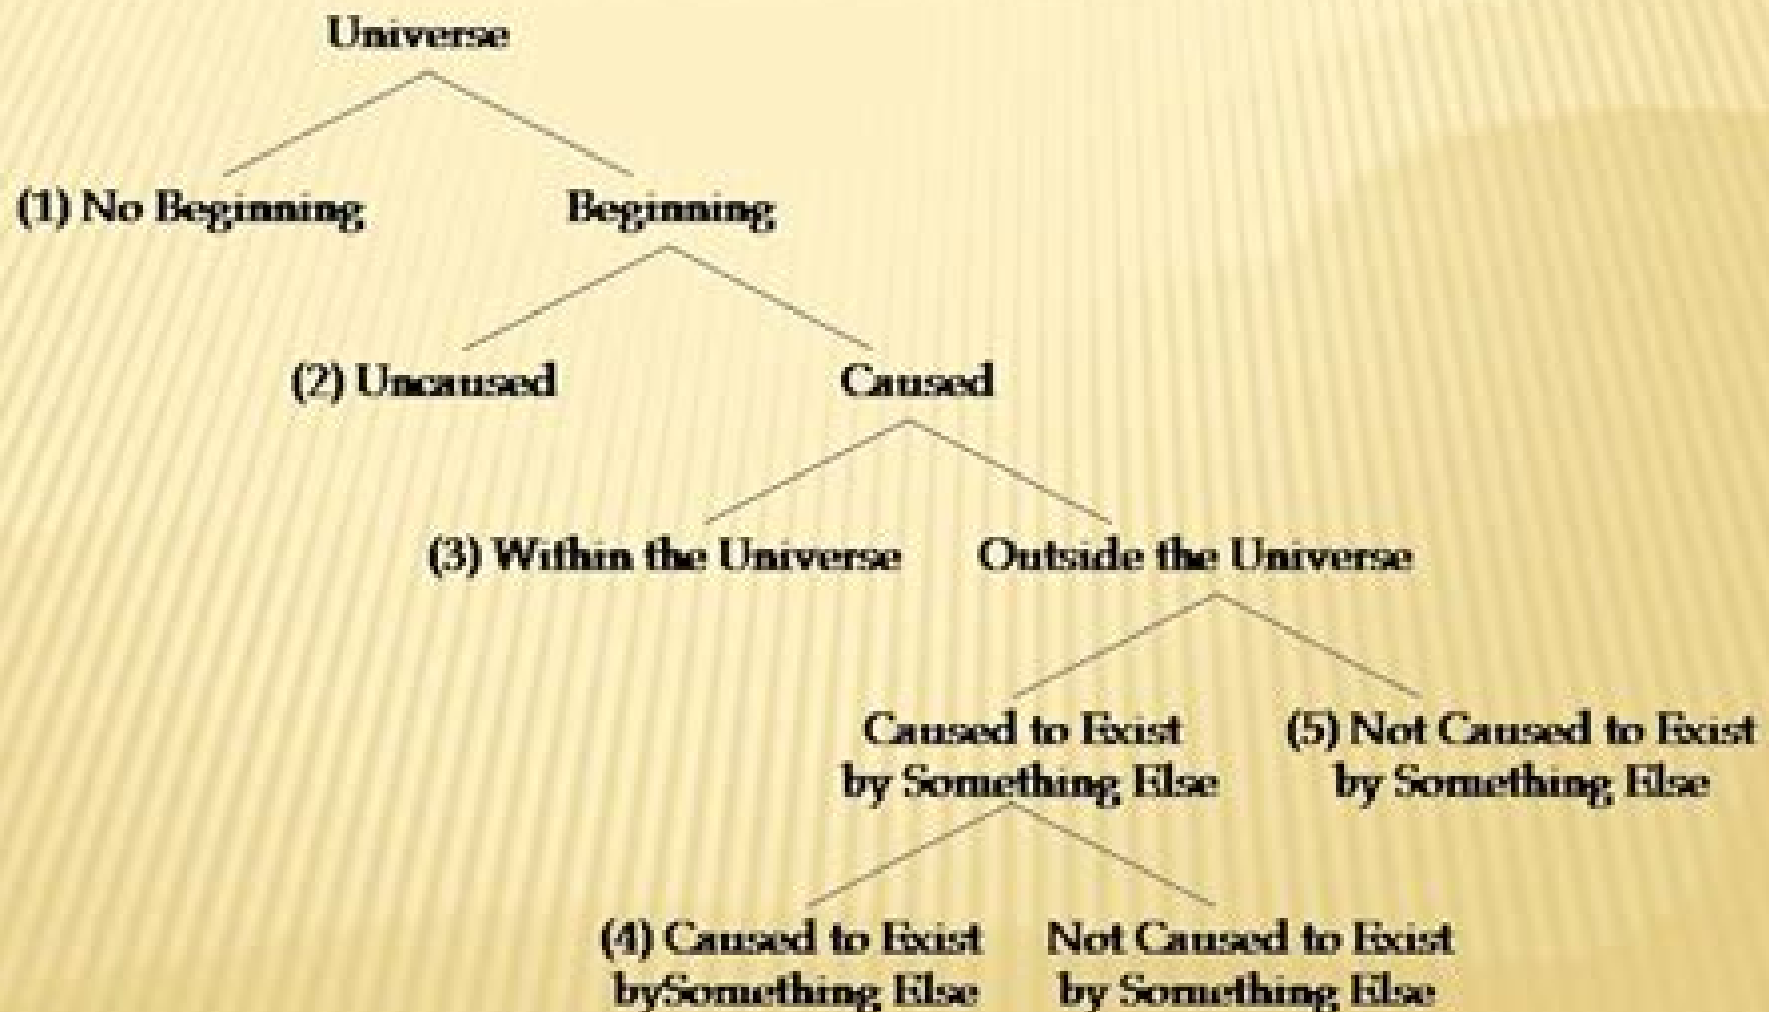 Universe
(1) No Beginning
Beginning
(2) Uncaused
Caused
(3) Within the Universe
Outside the Universe
Caused to Exist
by Something Else
(5) Not Caused to Exist
by Something Else
(4) Caused to Exist
bySomething Else
Not Caused to Exist
by Something Else